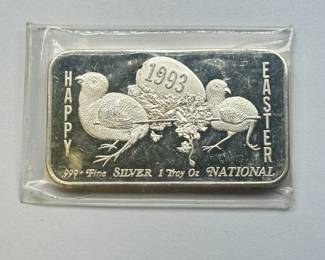 HAPPY
1993
EASTER
.999+ Fine SILVER 1 Troy Oz NATIONAL